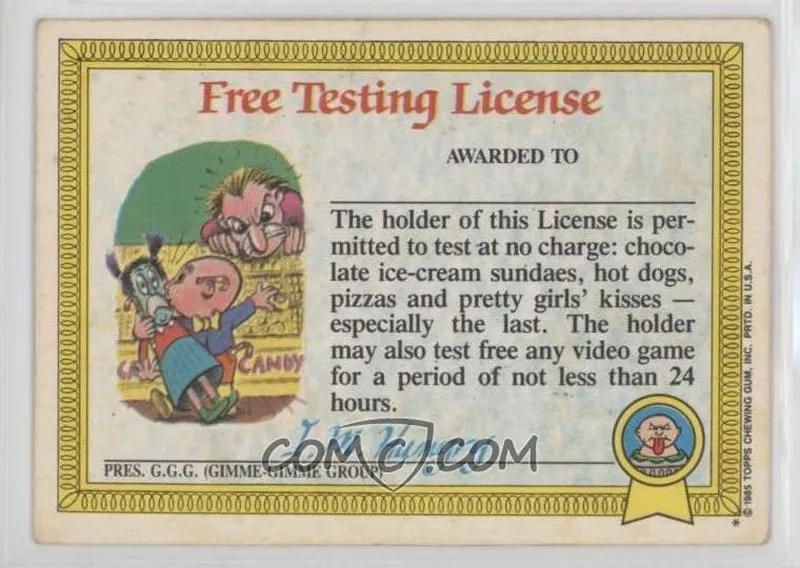 Free Testing License
AWARDED TO
The holder of this License is per-
mitted to test at no charge: choco-
late ice-cream sundaes, hot dogs,
pizzas and pretty girls' kisses —
especially the last. The holder
may also test free any video game
for a period of not less than 24
hours.
CANDY
I M Hungry
COMC.COM
PRES. G.G.G. (GIMME-GIMME GROUP)
* © 1985 TOPPS CHEWING GUM, INC. PRTD. IN U.S.A.